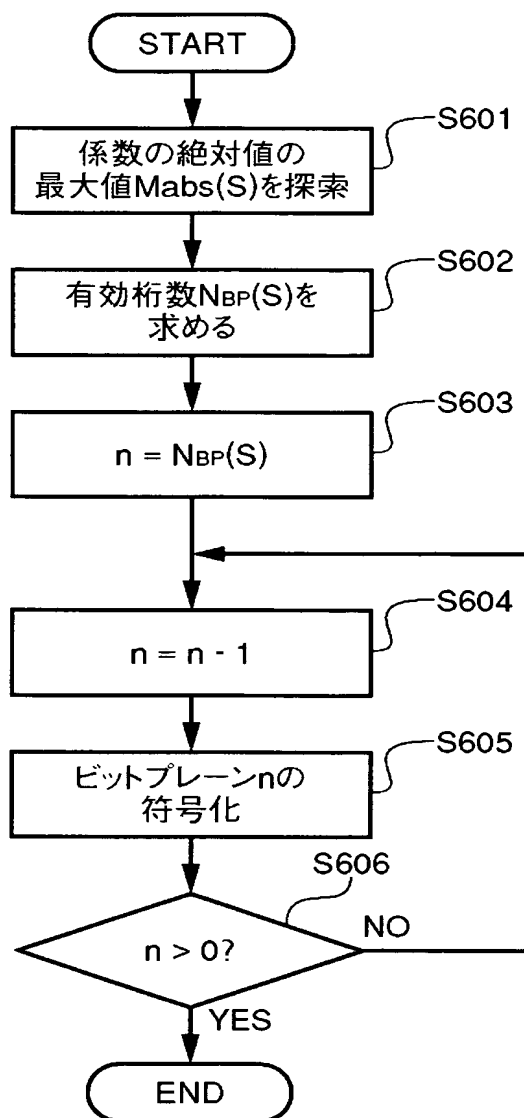 START
S601
係数の絶対値の
最大値Mabs(S)を探索
S602
有効桁数NBP(S)を
求める
S603
n = NBP(S)
S604
n = n - 1
S605
ビットプレーンnの
符号化
S606
n > 0?
NO
YES
END